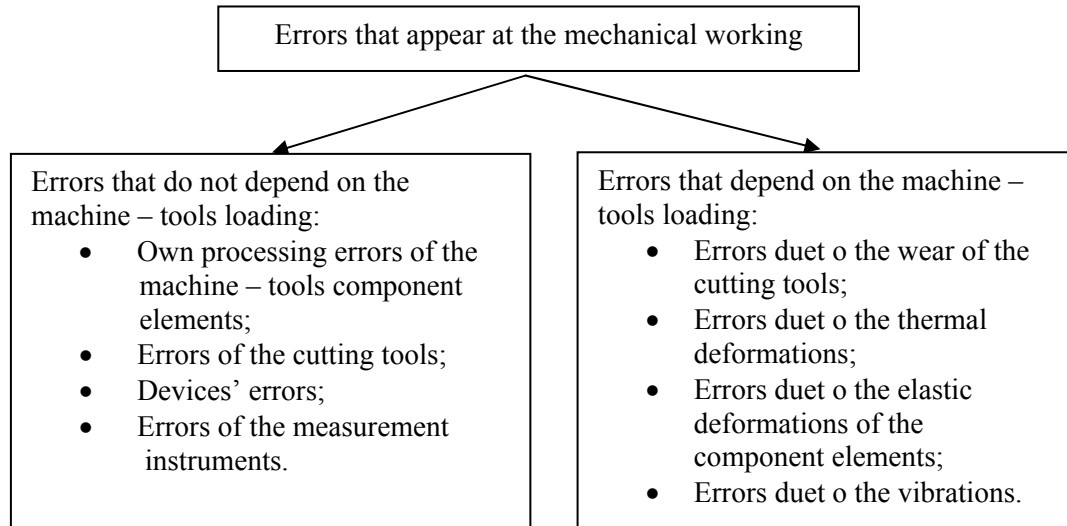 Errors that appear at the mechanical working
Errors that do not depend on the
machine – tools loading:
• Own processing errors of the
machine – tools component
elements;
• Errors of the cutting tools;
• Devices’ errors;
• Errors of the measurement
instruments.
Errors that depend on the machine –
tools loading:
• Errors duet o the wear of the
cutting tools;
• Errors duet o the thermal
deformations;
• Errors duet o the elastic
deformations of the
component elements;
• Errors duet o the vibrations.